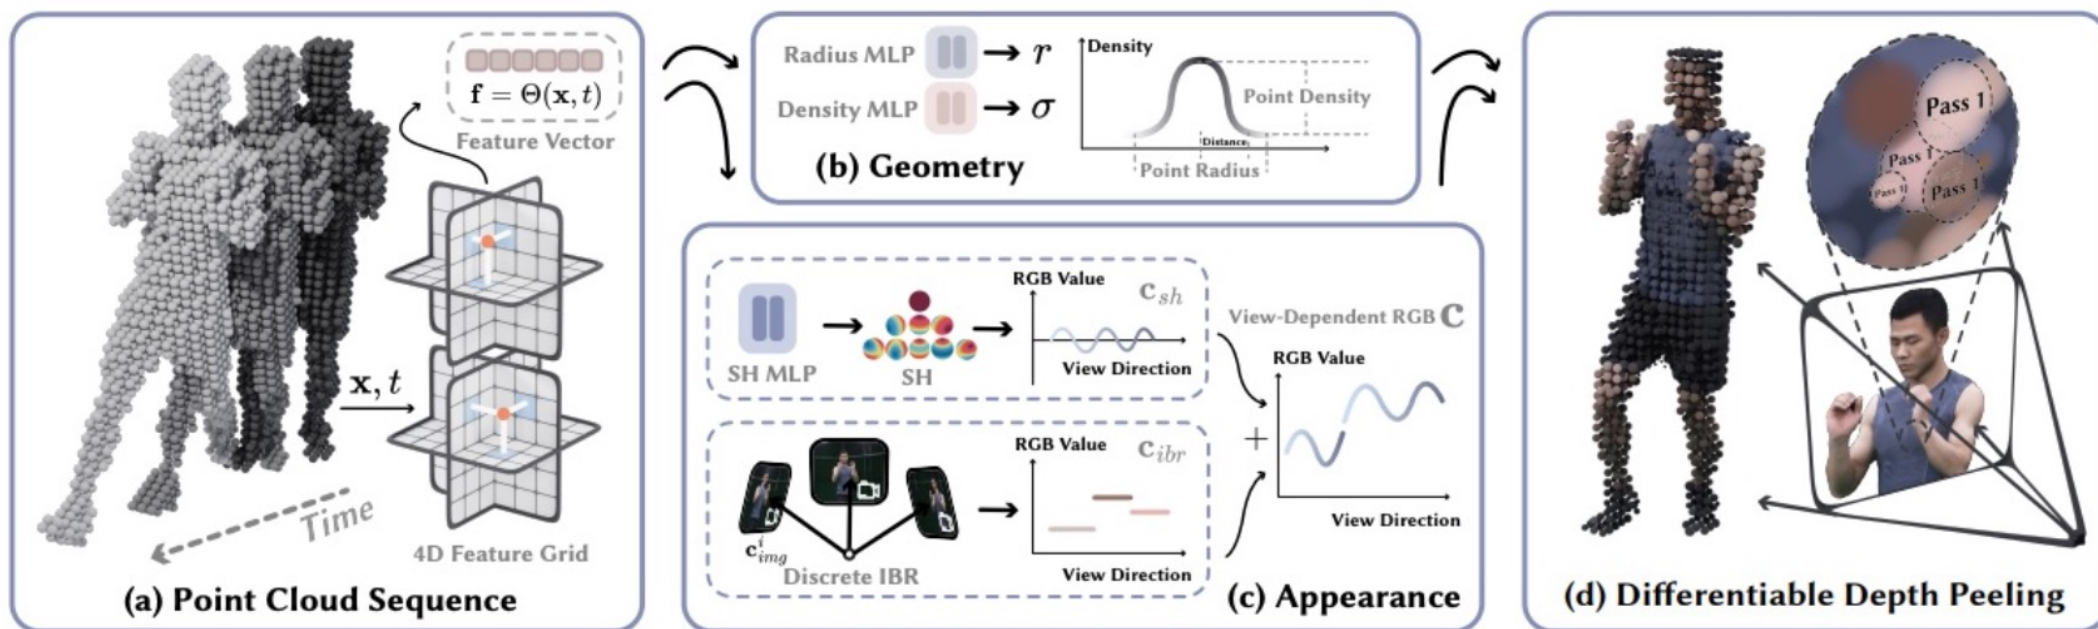 f = Θ(x, t)
Feature Vector
x, t
Time
4D Feature Grid
(a) Point Cloud Sequence
Radius MLP
r
Density MLP
σ
(b) Geometry
Density
Point Density
Distance
Point Radius
SH MLP
SH
RGB Value
c_sh
View Direction
c^i_img
Discrete IBR
RGB Value
c_ibr
View Direction
View-Dependent RGB c
+
RGB Value
View Direction
(c) Appearance
Pass 1
Pass 1
Pass 1
Pass 1
(d) Differentiable Depth Peeling